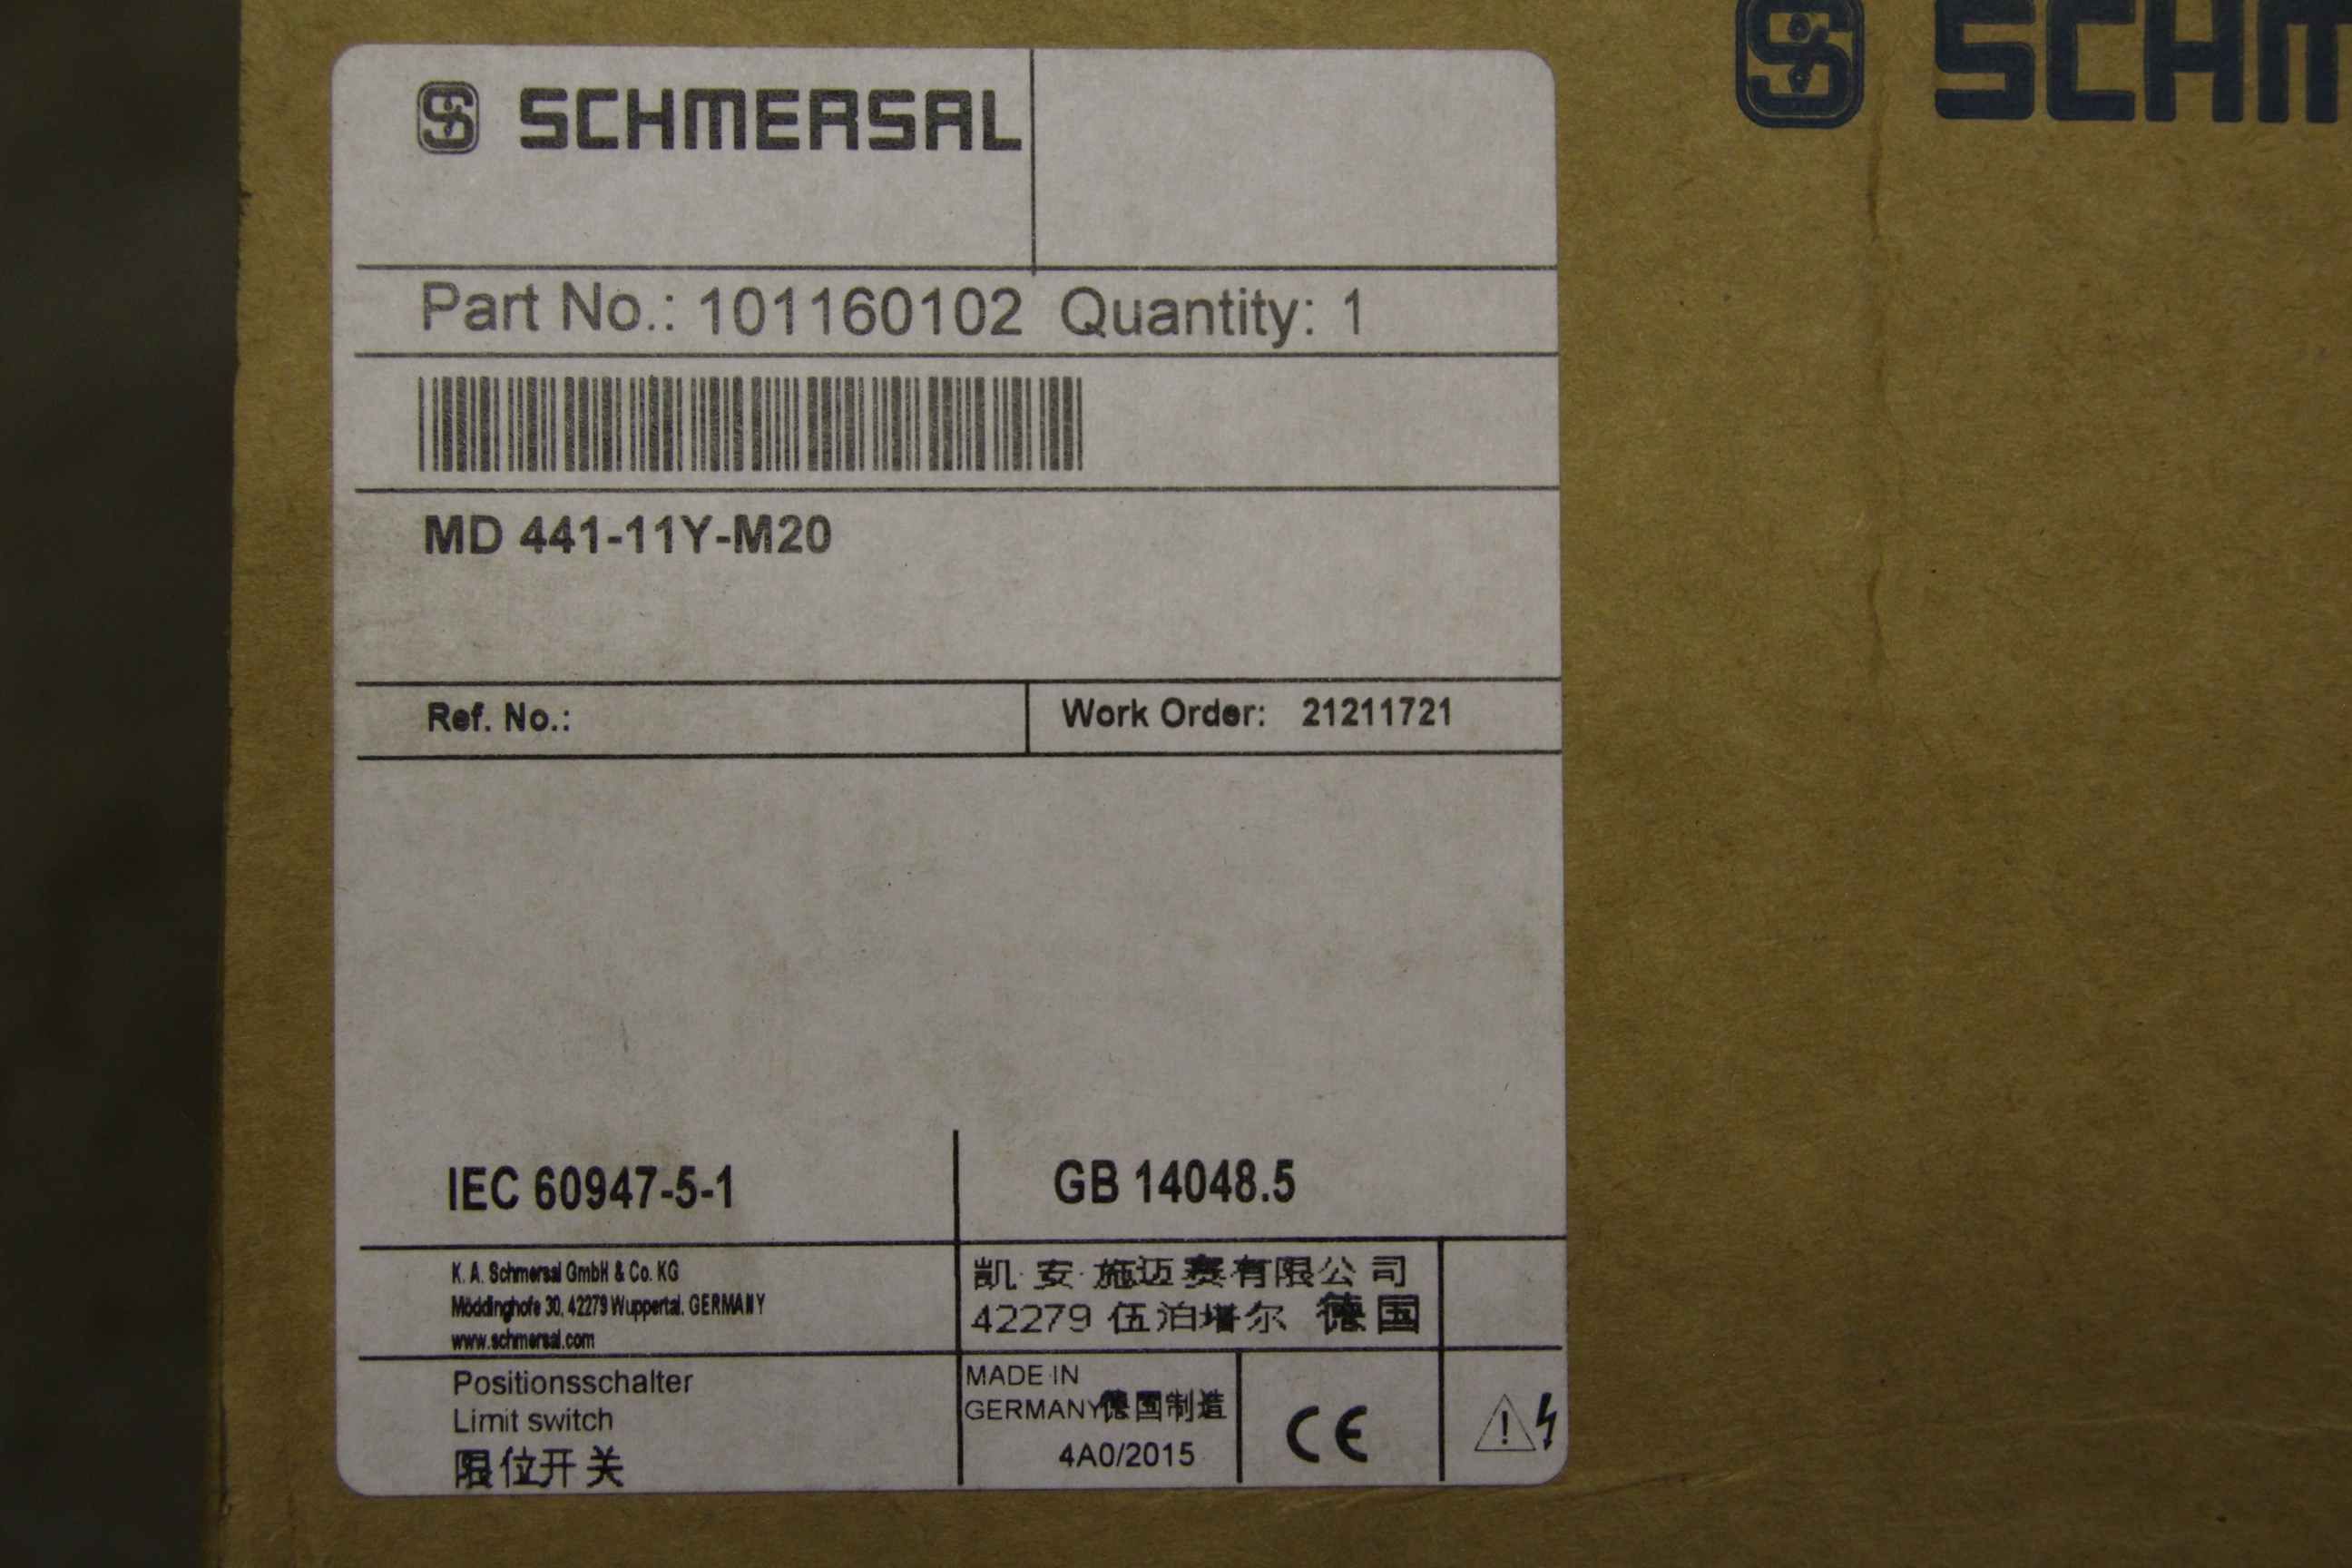 SCHMERSAL
SCHM
Part No.: 101160102 Quantity: 1
MD 441-11Y-M20
Ref. No.:
Work Order: 21211721
IEC 60947-5-1
GB 14048.5
K. A. Schmersal GmbH & Co. KG
Möddinghofe 30, 42279 Wuppertal. GERMANY
www.schmersal.com
凯 安 施迈赛有限公司
42279 伍泊塔尔 德国
Positionsschalter
Limit switch
限位开关
MADE IN
GERMANY德国制造
4A0/2015
CE